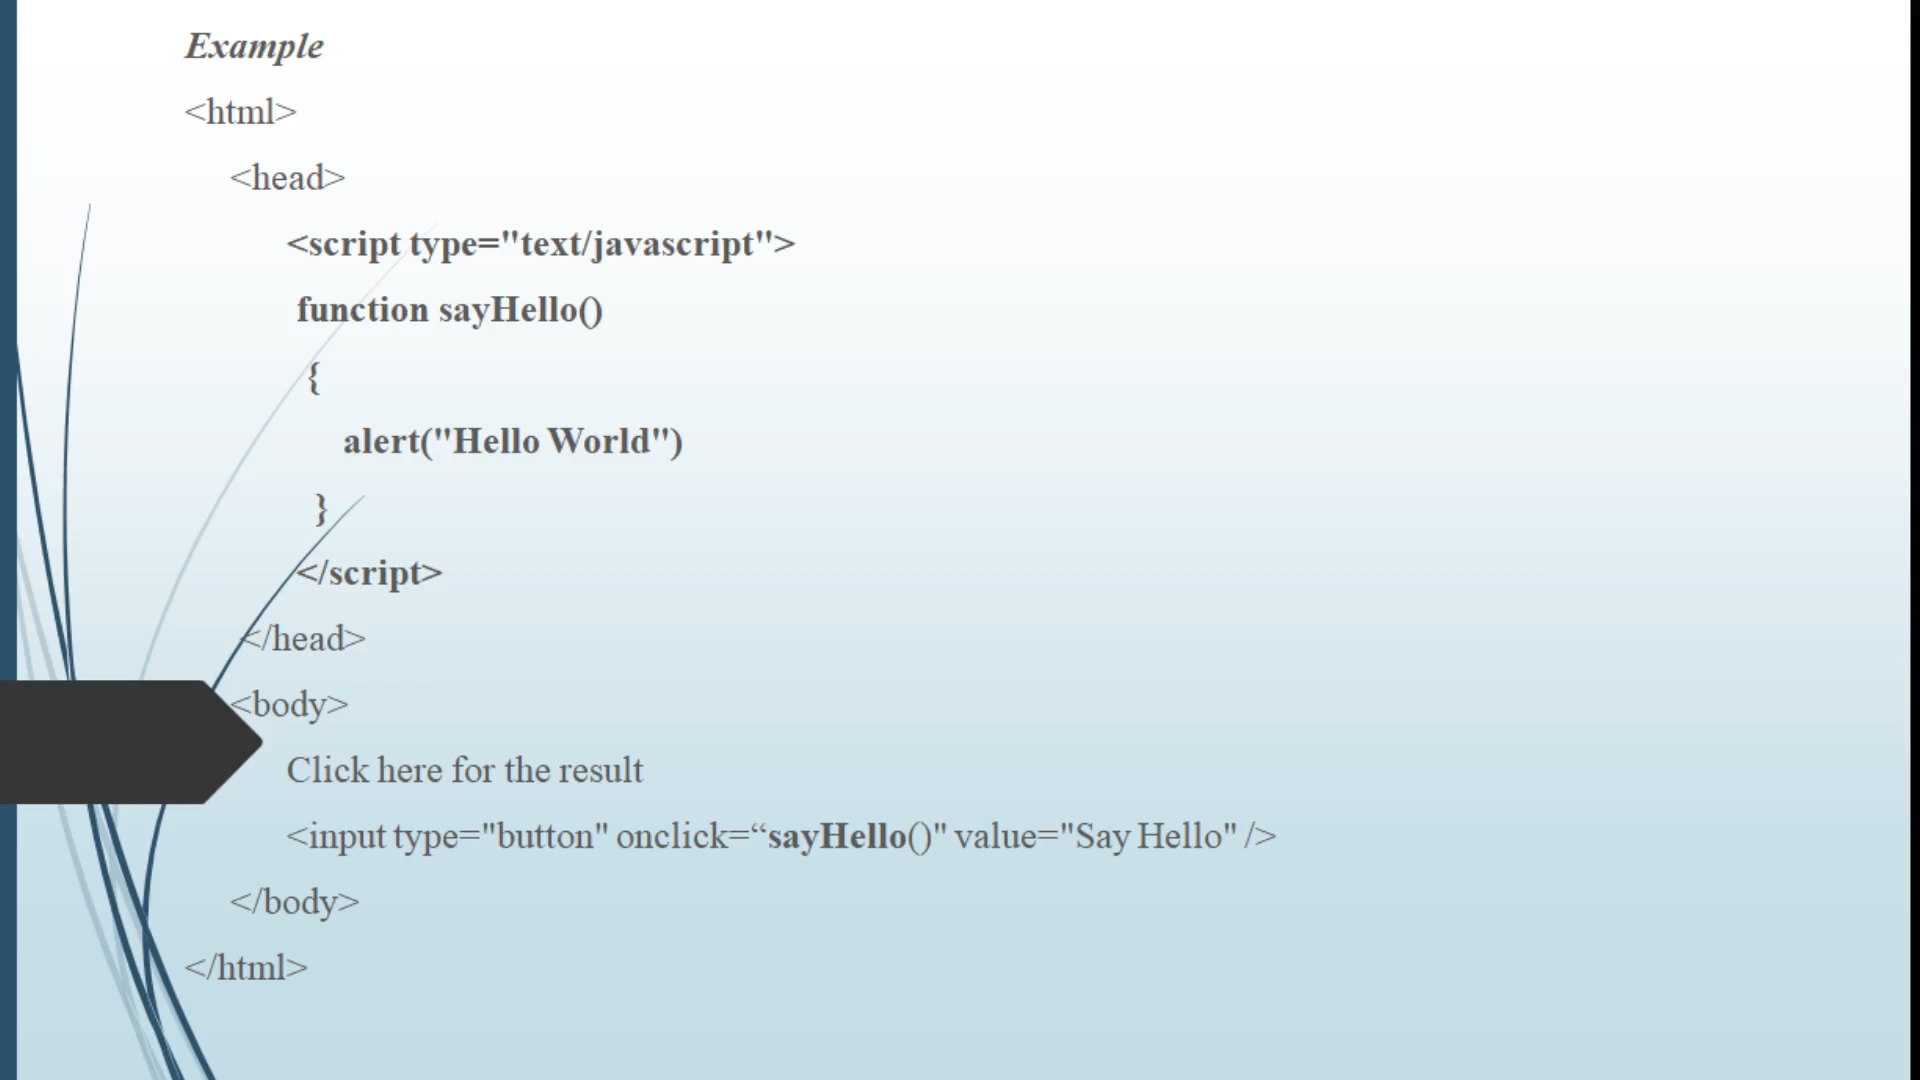 Example
<html>
<head>
<script type="text/javascript">
function sayHello()
{
alert("Hello World")
}
</script>
</head>
<body>
Click here for the result
<input type="button" onclick=“sayHello()" value="Say Hello" />
</body>
</html>